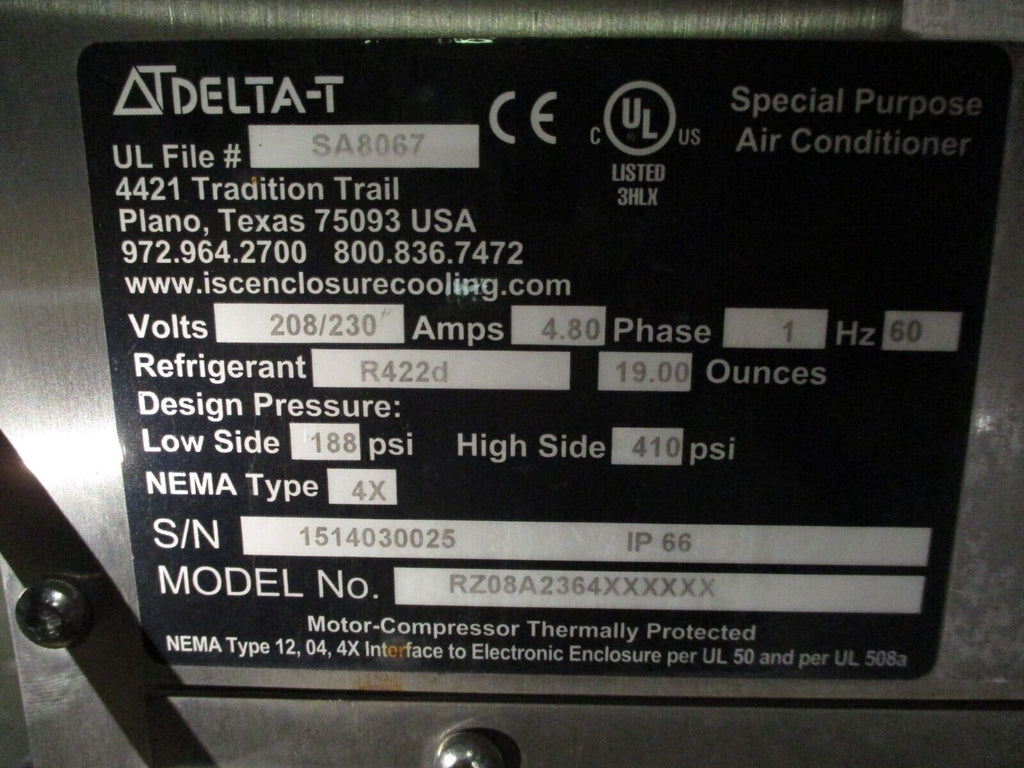 DELTA-T
CE
C UL US
LISTED
3HLX
Special Purpose
Air Conditioner
UL File # SA8067
4421 Tradition Trail
Plano, Texas 75093 USA
972.964.2700 800.836.7472
www.iscenclosurecooling.com
Volts 208/230 Amps 4.80 Phase 1 Hz 60
Refrigerant R422d 19.00 Ounces
Design Pressure:
Low Side 188 psi High Side 410 psi
NEMA Type 4X
S/N 1514030025 IP 66
MODEL No. RZ08A2364XXXXXX
Motor-Compressor Thermally Protected
NEMA Type 12, 04, 4X Interface to Electronic Enclosure per UL 50 and per UL 508a